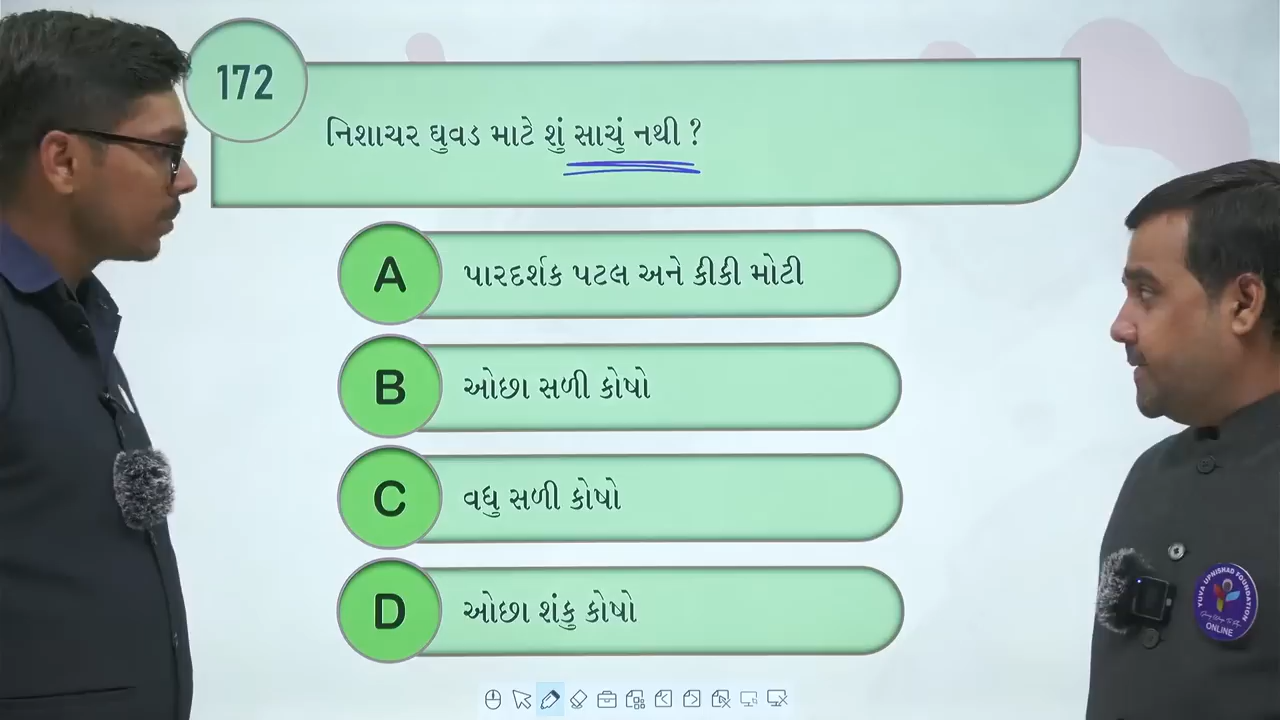 172
નિશાચર ઘુવડ માટે શું સાચું નથી ?
A પારદર્શક પટલ અને કીકી મોટી
B ઓછા સળી કોષો
C વધુ સળી કોષો
D ઓછા શંકુ કોષો
YUVA UPNISHAD FOUNDATION
ONLINE